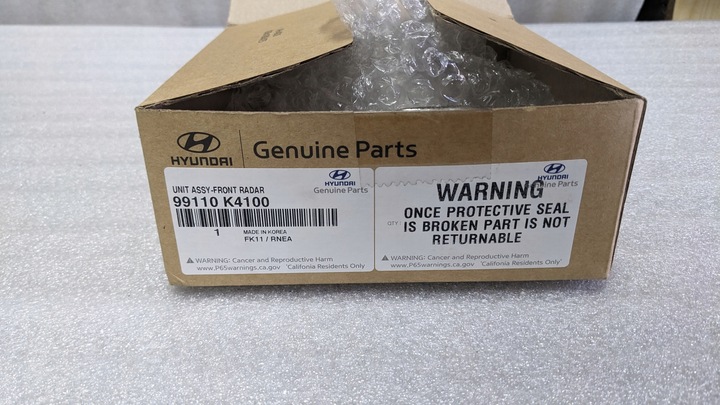 HYUNDAI
Genuine Parts
UNIT ASSY-FRONT RADAR
99110 K4100
HYUNDAI
Genuine Parts
1
MADE IN KOREA
FK11 / RNEA
WARNING: Cancer and Reproductive Harm
www.P65warnings.ca.gov 'California Residents Only'
HYUNDAI
Genuine Parts
WARNING
QTY
ONCE PROTECTIVE SEAL
IS BROKEN PART IS NOT
RETURNABLE
WARNING: Cancer and Reproductive Harm
www.P65warnings.ca.gov 'California Residents Only'